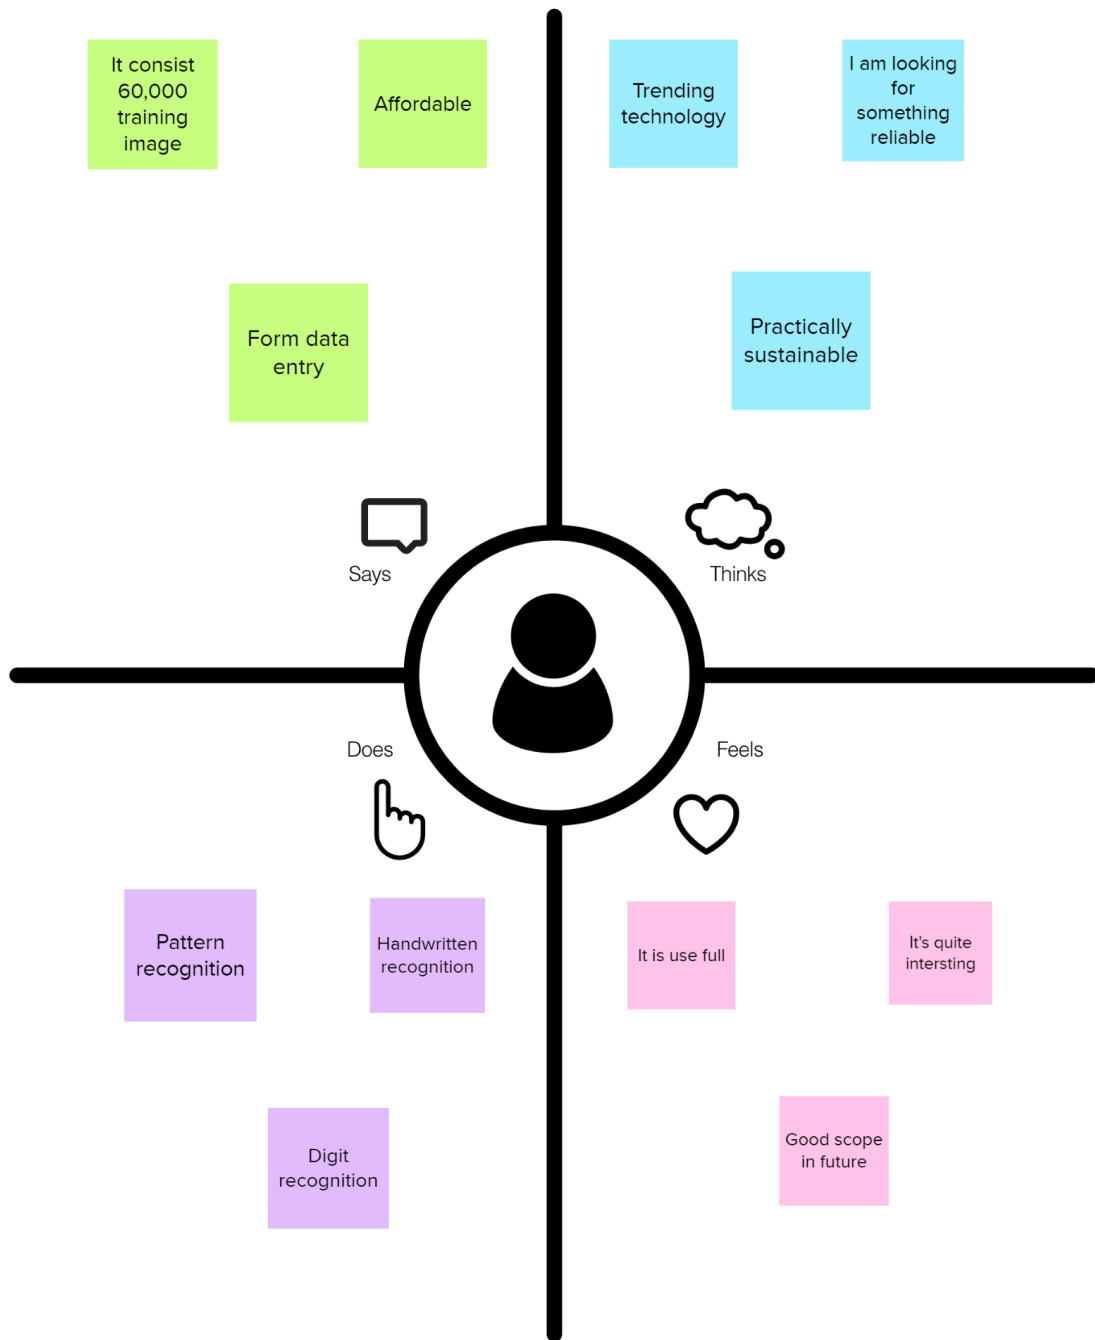 It consist
60,000
training
image
Affordable
Trending
technology
I am looking
for
something
reliable
Form data
entry
Practically
sustainable
Says
Thinks
Does
Feels
Pattern
recognition
Handwritten
recognition
It is use full
It's quite
intersting
Digit
recognition
Good scope
in future